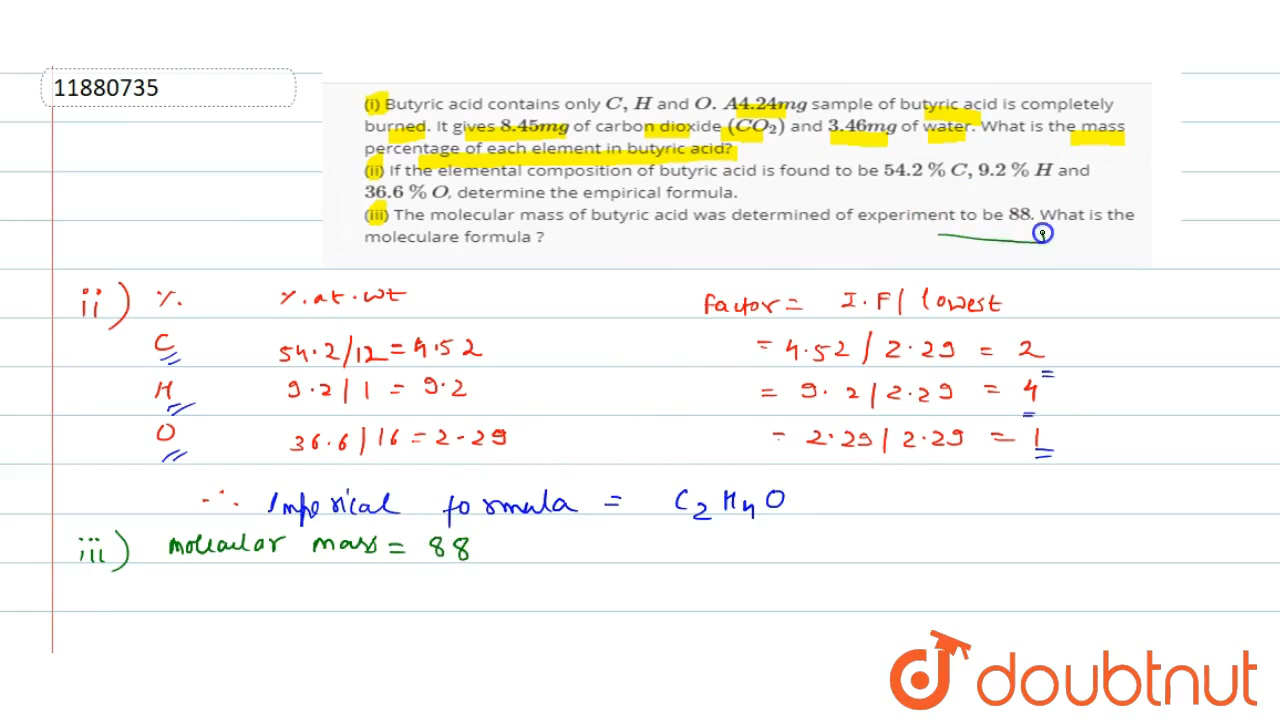 11880735
(i) Butyric acid contains only C, H and O. A4.24mg sample of butyric acid is completely
burned. It gives 8.45mg of carbon dioxide (CO₂) and 3.46mg of water. What is the mass
percentage of each element in butyric acid?
(ii) If the elemental composition of butyric acid is found to be 54.2 % C, 9.2 % H and
36.6 % O, determine the empirical formula.
(iii) The molecular mass of butyric acid was determined of experiment to be 88. What is the
moleculare formula ?
ii) %. %.at.wt factor = I.F/lowest
C 54.2/12 = 4.52 = 4.52/2.29 = 2
H 9.2/1 = 9.2 = 9.2/2.29 = 4
O 36.6/16 = 2.29 = 2.29/2.29 = 1
∴ Imperical formula = C₂H₄O
iii) molecular mass = 88
doubtnut